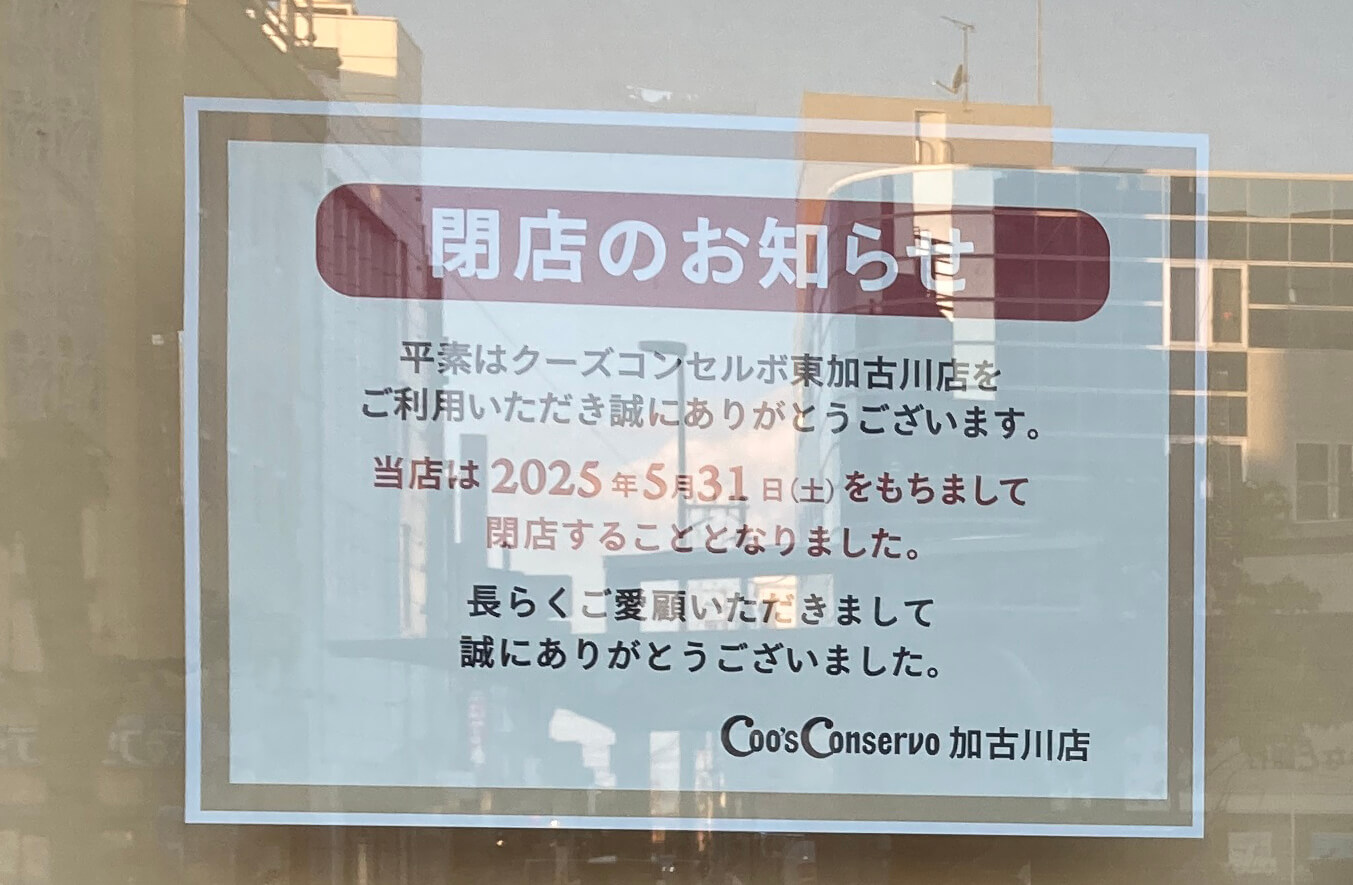 閉店のお知らせ
平素はクーズコンセルボ東加古川店を
ご利用いただき誠にありがとうございます。
当店は2025年5月31日(土)をもちまして
閉店することとなりました。
長らくご愛顧いただきまして
誠にありがとうございました。
Coo'sConservo 加古川店